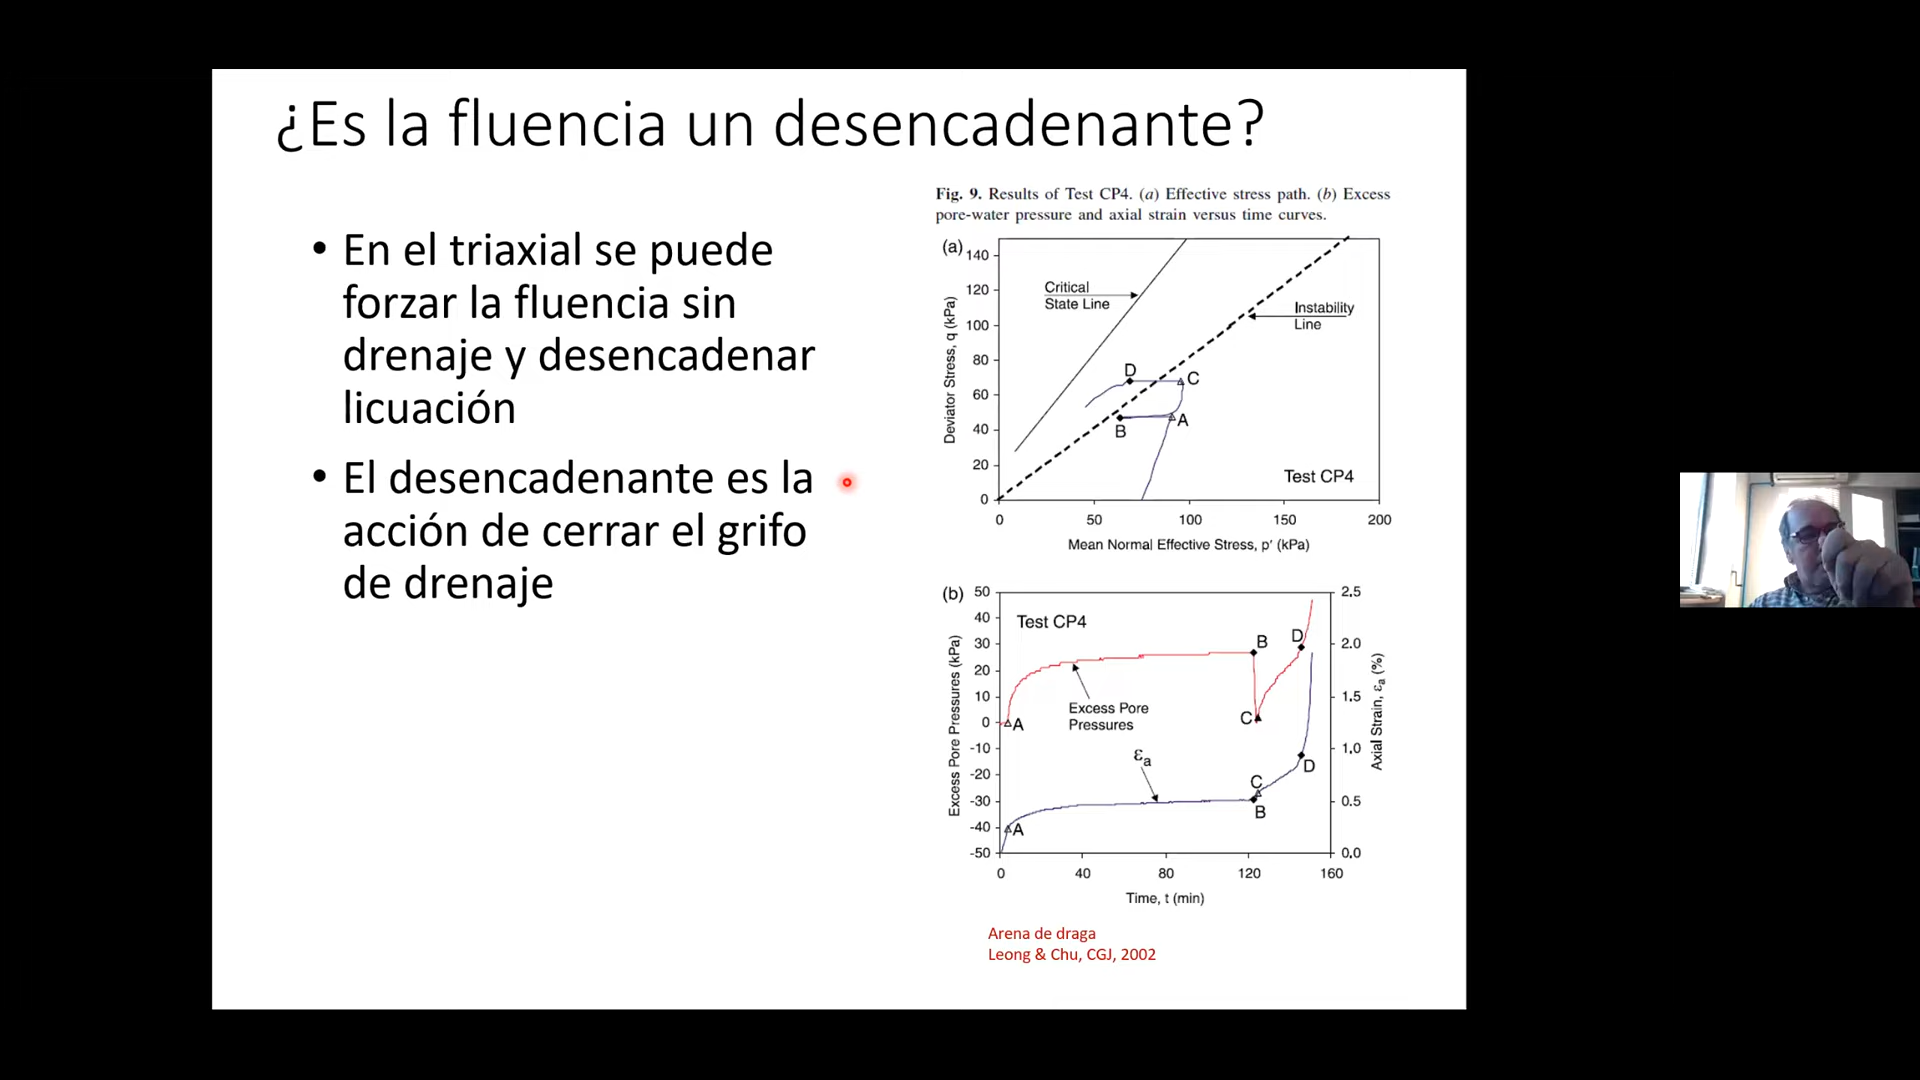 ¿Es la fluencia un desencadenante?
• En el triaxial se puede
forzar la fluencia sin
drenaje y desencadenar
licuación
• El desencadenante es la
acción de cerrar el grifo
de drenaje
Fig. 9. Results of Test CP4. (a) Effective stress path. (b) Excess
pore-water pressure and axial strain versus time curves.
(a)
140
120
100
80
60
40
20
0
Deviator Stress, q (kPa)
Critical
State Line
Instability
Line
D
C
B
A
Test CP4
0 50 100 150 200
Mean Normal Effective Stress, p' (kPa)
(b)
50
40
30
20
10
0
-10
-20
-30
-40
-50
Excess Pore Pressures (kPa)
Test CP4
B
D
A
C
Excess Pore
Pressures
εa
C
B
D
A
2.5
2.0
1.5
1.0
0.5
0.0
Axial Strain, εa (%)
0 40 80 120 160
Time, t (min)
Arena de draga
Leong & Chu, CGJ, 2002